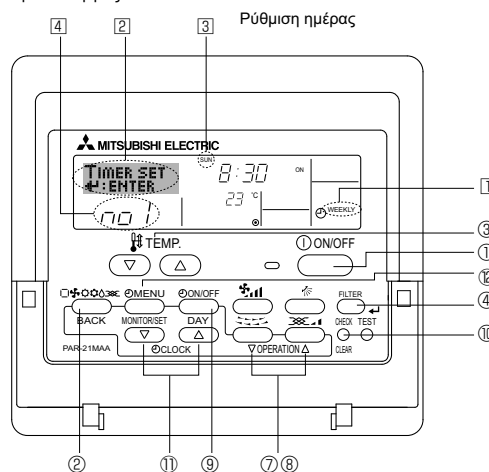 Ρύθμιση ημέρας
4 2 3
MITSUBISHI ELECTRIC
SUN
TIMER SET
8:30 ON
↵:ENTER
23 °C
WEEKLY
1
no1
③
TEMP.
ON/OFF
①
⑫
MENU ON/OFF FILTER
④
BACK MONITOR/SET DAY CHECK TEST
PAR-21MAA CLOCK OPERATION CLEAR
⑩
② ⑪ ⑨ ⑦⑧